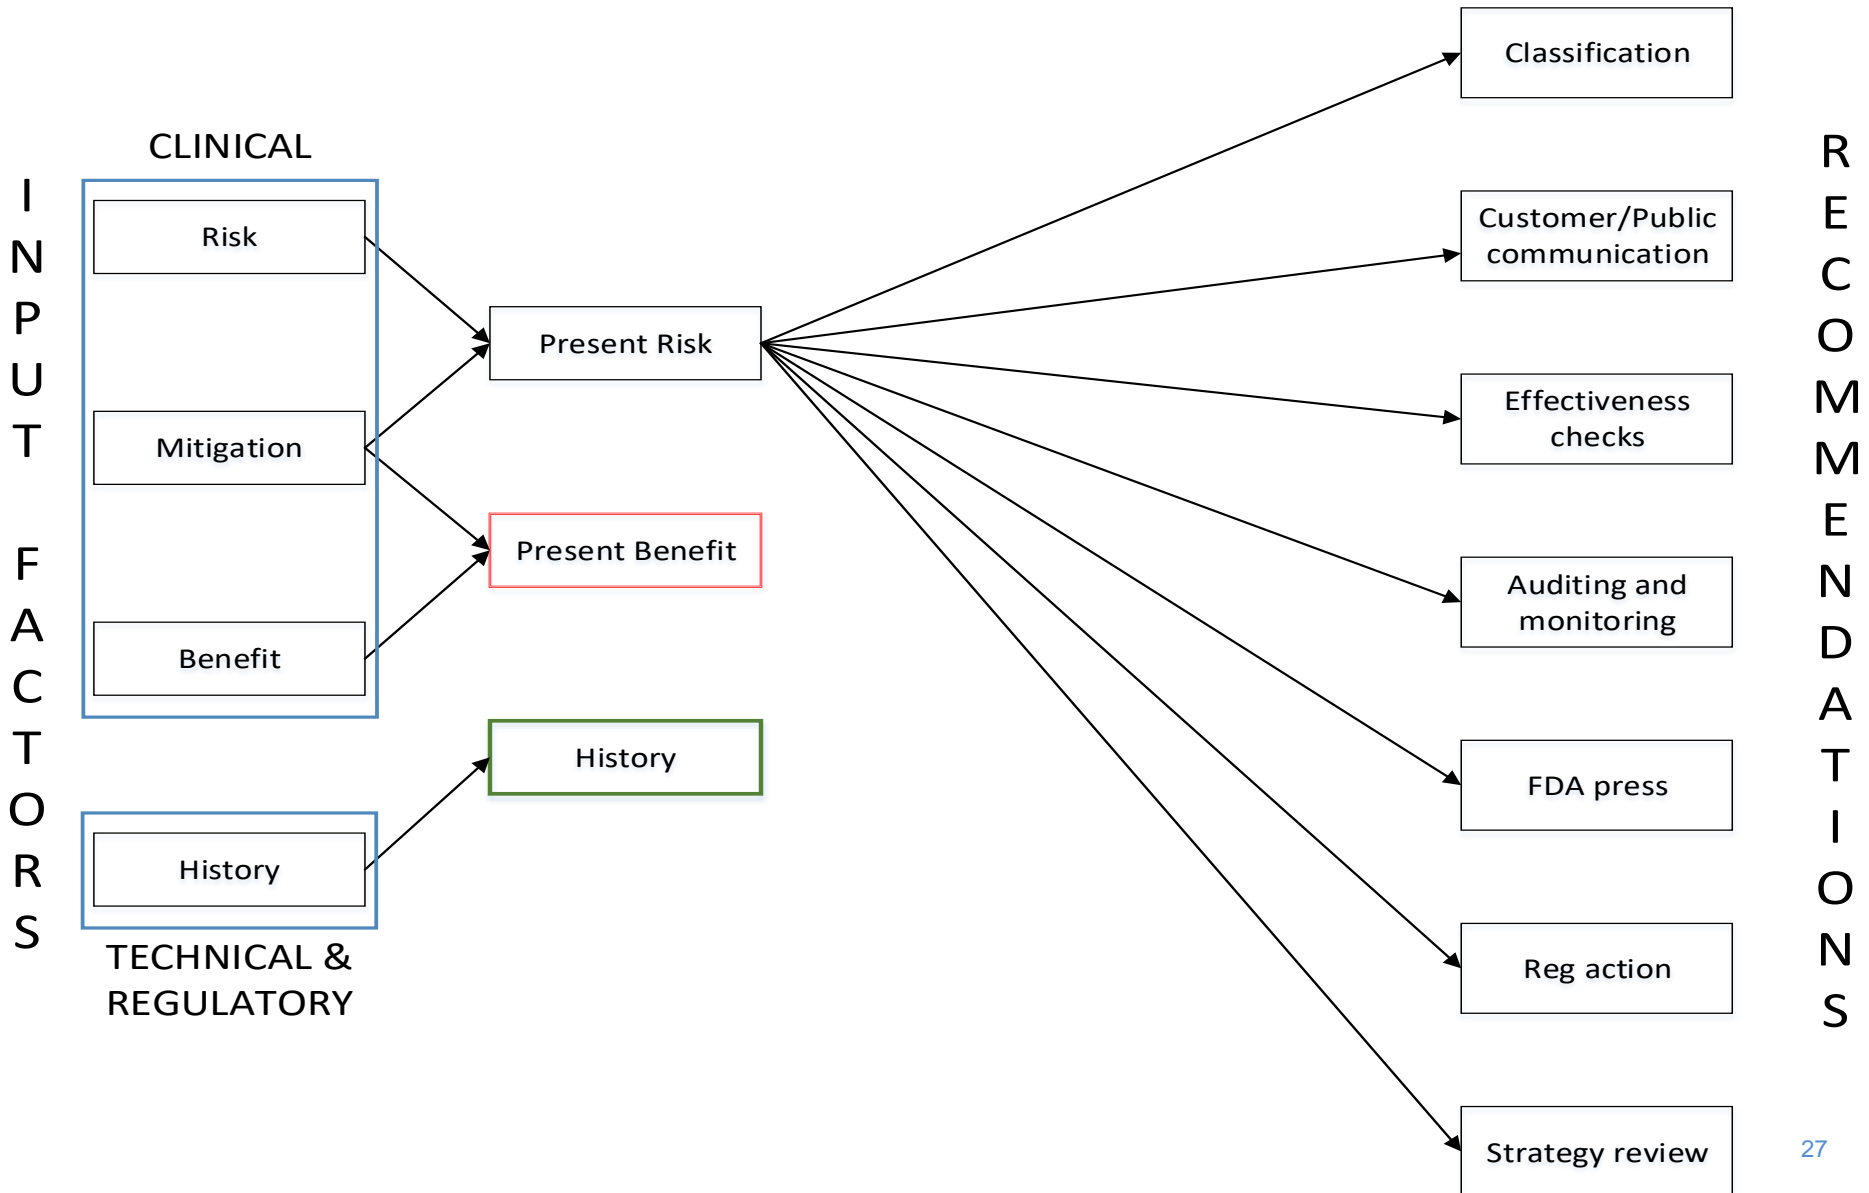 INPUT FACTORS
CLINICAL
Risk
Mitigation
Benefit
History
TECHNICAL &
REGULATORY
Present Risk
Present Benefit
History
Classification
Customer/Public
communication
Effectiveness
checks
Auditing and
monitoring
FDA press
Reg action
Strategy review
RECOMMENDATIONS
27